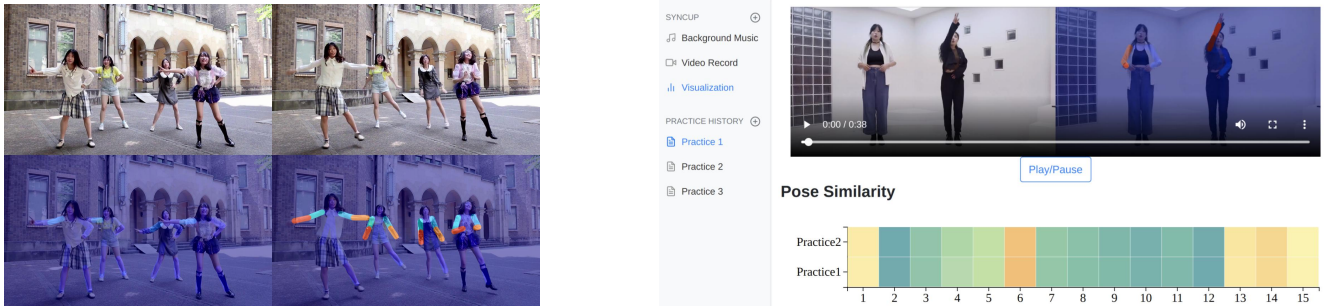 SYNCUP
Background Music
Video Record
Visualization
PRACTICE HISTORY
Practice 1
Practice 2
Practice 3
0:00 / 0:38
Play/Pause
Pose Similarity
Practice2
Practice1
1 2 3 4 5 6 7 8 9 10 11 12 13 14 15